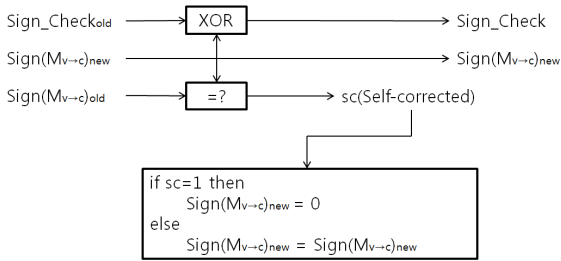 Sign_Checkold XOR Sign_Check
Sign(Mv→c)new Sign(Mv→c)new
Sign(Mv→c)old =? sc(Self-corrected)
if sc=1 then
Sign(Mv→c)new = 0
else
Sign(Mv→c)new = Sign(Mv→c)new